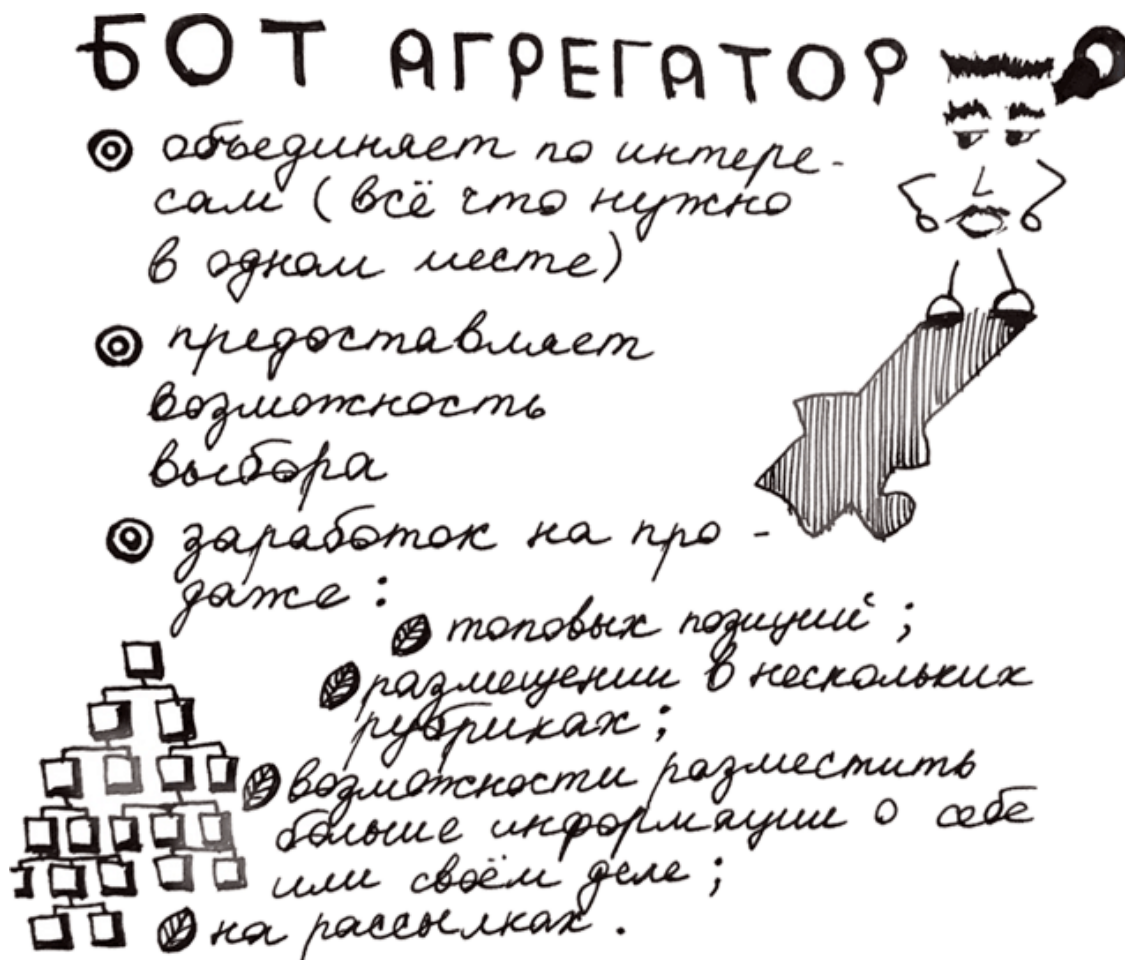 БОТ АГРЕГАТОР
объединяет по интере-
сам (всё что нужно
в одном месте)
предоставляет
возможность
выбора
заработок на про-
даже:
топовых позиций;
размещении в нескольких
рубриках;
возможности разместить
больше информации о себе
или своём деле;
на рассылках.